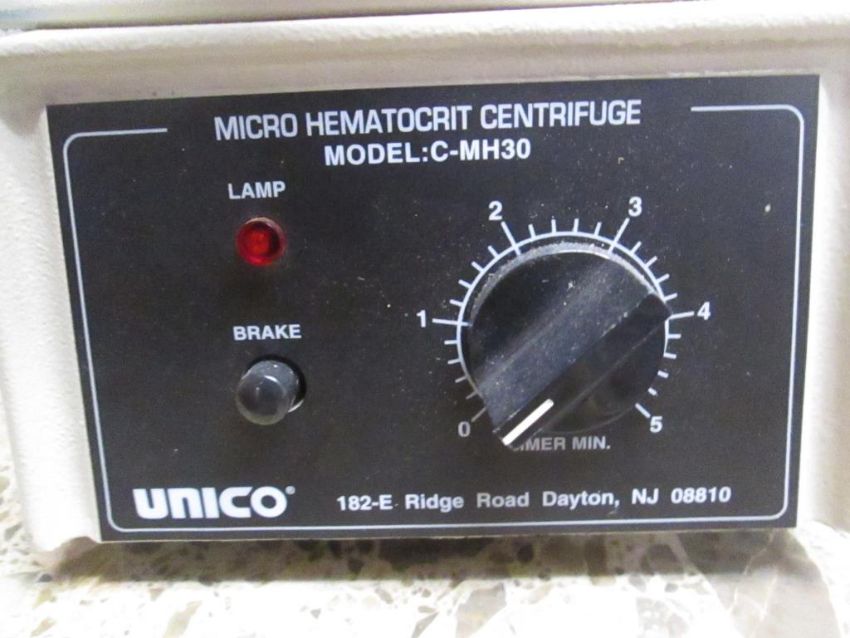 MICRO HEMATOCRIT CENTRIFUGE
MODEL:C-MH30
LAMP
BRAKE
0
1
2
3
4
5
MIN.
UNICO®
182-E Ridge Road Dayton, NJ 08810